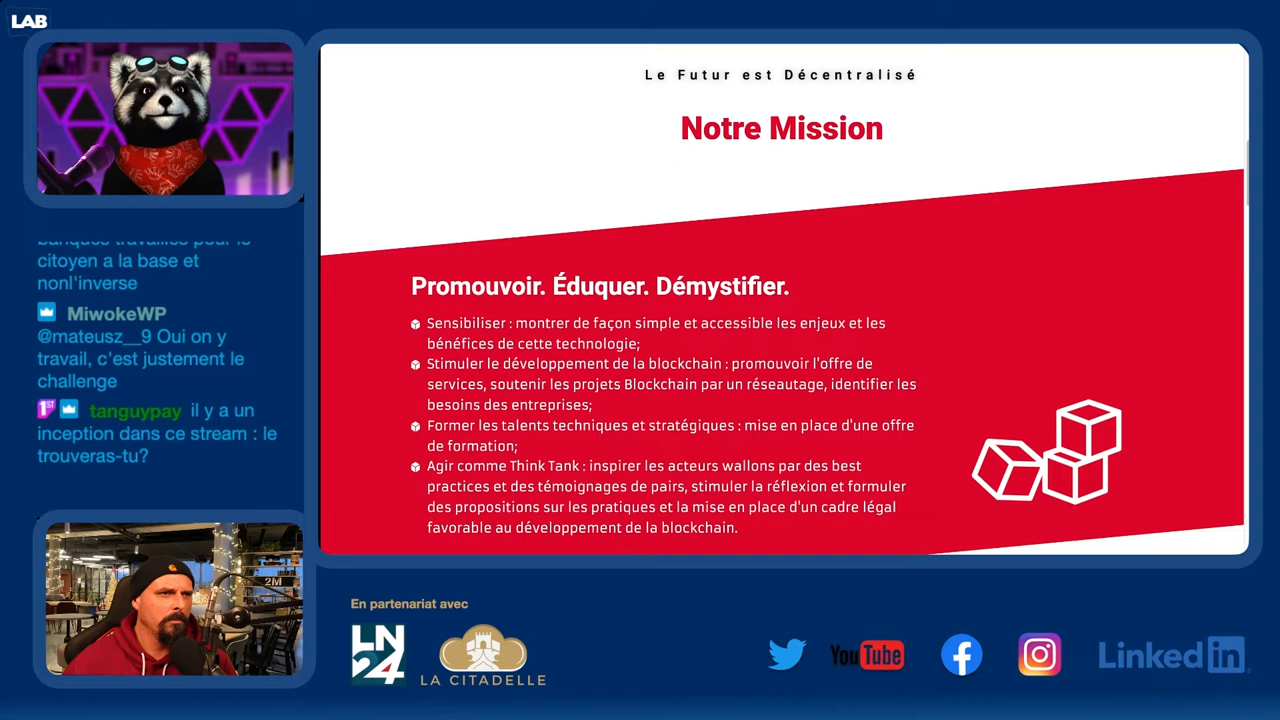 LAB
Le Futur est Décentralisé
Notre Mission
Promouvoir. Éduquer. Démystifier.
Sensibiliser : montrer de façon simple et accessible les enjeux et les
bénéfices de cette technologie;
Stimuler le développement de la blockchain : promouvoir l'offre de
services, soutenir les projets Blockchain par un réseautage, identifier les
besoins des entreprises;
Former les talents techniques et stratégiques : mise en place d'une offre
de formation;
Agir comme Think Tank : inspirer les acteurs wallons par des best
practices et des témoignages de pairs, stimuler la réflexion et formuler
des propositions sur les pratiques et la mise en place d'un cadre légal
favorable au développement de la blockchain.
citoyen a la base et
nonl'inverse
MiwokeWP
@mateusz__9 Oui on y
travail, c'est justement le
challenge
1ST tanguypay il y a un
inception dans ce stream : le
trouveras-tu?
2M
En partenariat avec
LN
24
LA CITADELLE
YouTube
Linked in